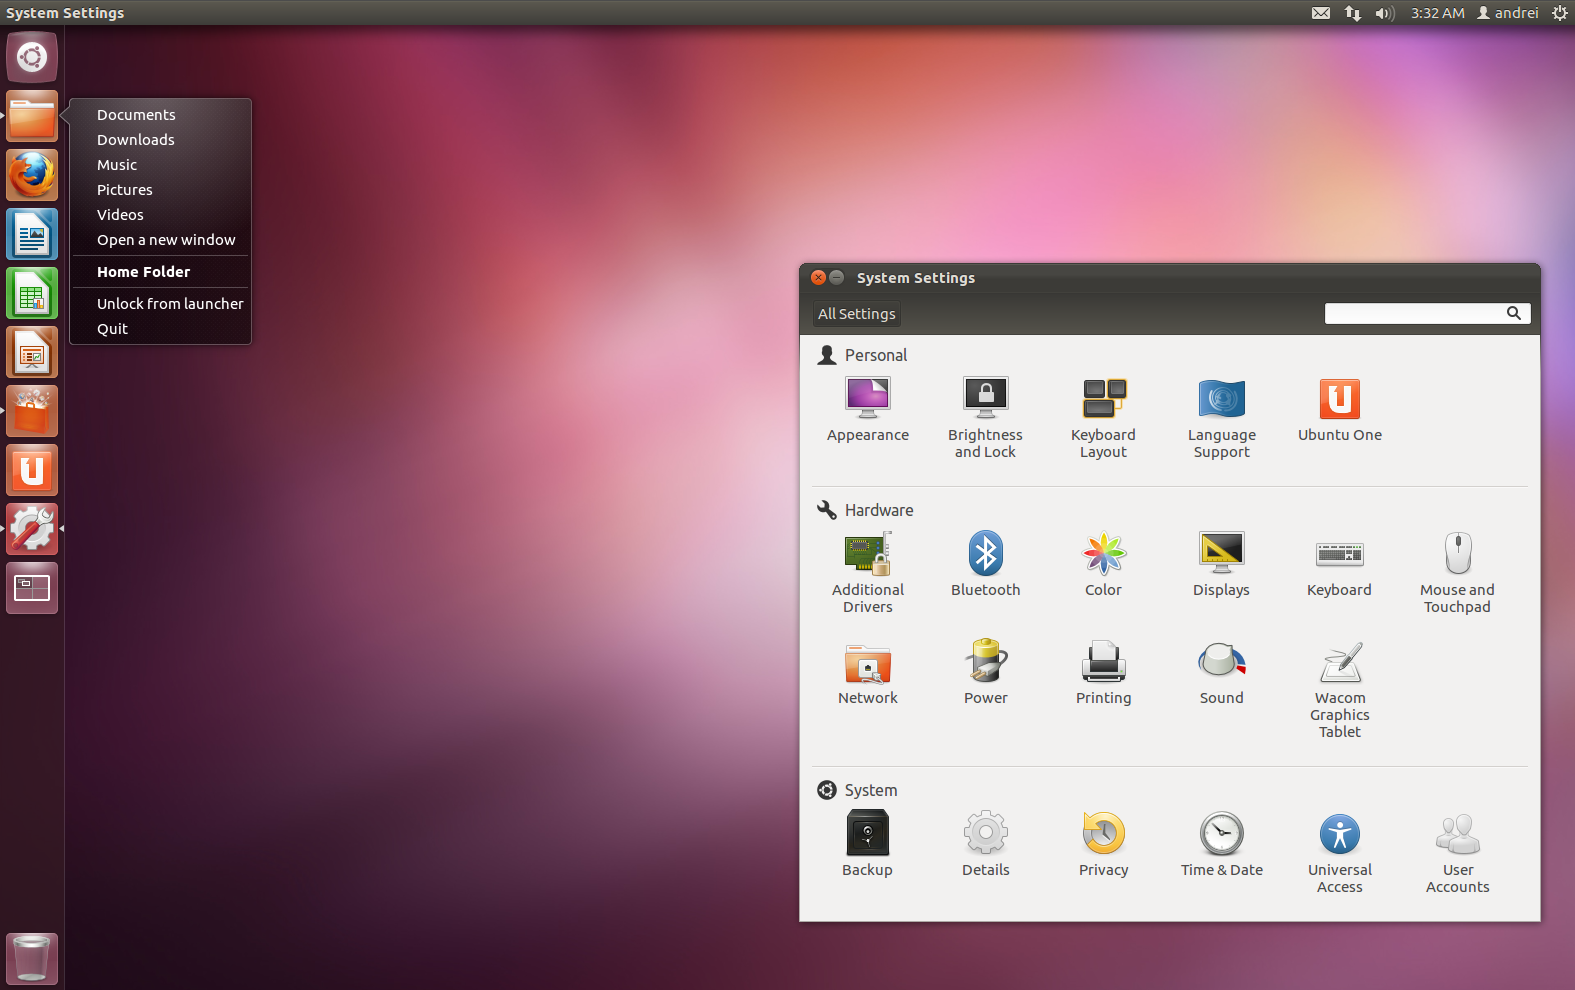 System Settings
3:32 AM
andrei
Documents
Downloads
Music
Pictures
Videos
Open a new window
Home Folder
Unlock from launcher
Quit
System Settings
All Settings
Personal
Appearance
Brightness
and Lock
Keyboard
Layout
Language
Support
Ubuntu One
Hardware
Additional
Drivers
Bluetooth
Color
Displays
Keyboard
Mouse and
Touchpad
Network
Power
Printing
Sound
Wacom
Graphics
Tablet
System
Backup
Details
Privacy
Time & Date
Universal
Access
User
Accounts